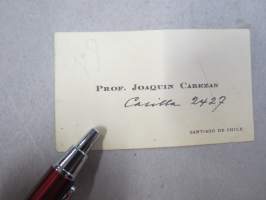 PROF. JOAQUIN CABEZAS
Casilla 2427
SANTIAGO DE CHILE